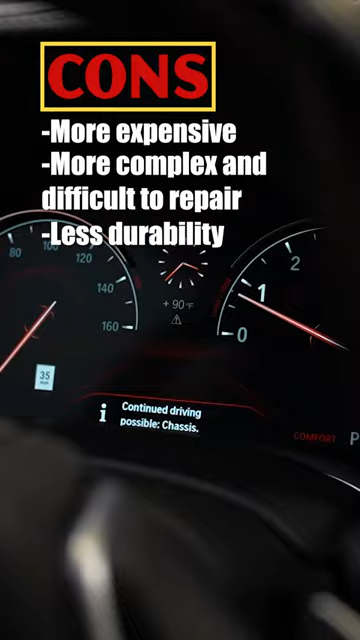 CONS
-More expensive
-More complex and
difficult to repair
-Less durability
80
100
120
140
160
+ 90 °F
2
1
0
35
Continued driving
possible: Chassis.
COMFORT
P